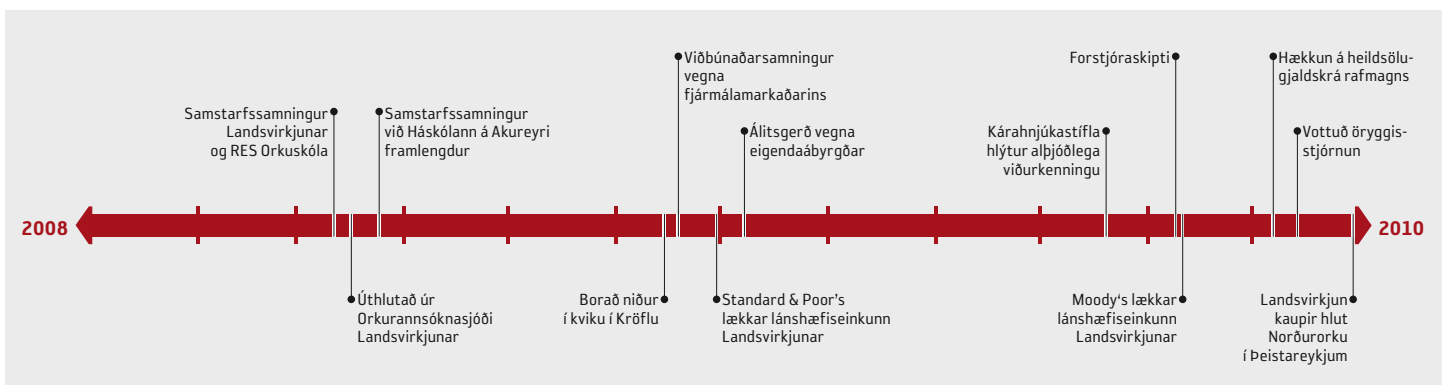 Samstarfssamningur
Landsvirkjunar
og RES Orkuskóla
Samstarfssamningur
við Háskólann á Akureyri
framlengdur
Viðbúnaðarsamningur
vegna
fjármálamarkaðarins
Álitsgerð vegna
eigendaábyrgðar
Kárahnjúkastífla
hlýtur alþjóðlega
viðurkenningu
Forstjóraskipti
Hækkun á heildsölu-
gjaldskrá rafmagns
Vottuð öryggis-
stjórnun
2008
2010
Úthlutað úr
Orkurannsóknasjóði
Landsvirkjunar
Borað niður
í kviku í Kröflu
Standard & Poor's
lækkar lánshæfiseinkunn
Landsvirkjunar
Moody's lækkar
lánshæfiseinkunn
Landsvirkjunar
Landsvirkjun
kaupir hlut
Norðurorku
í Þeistareykjum